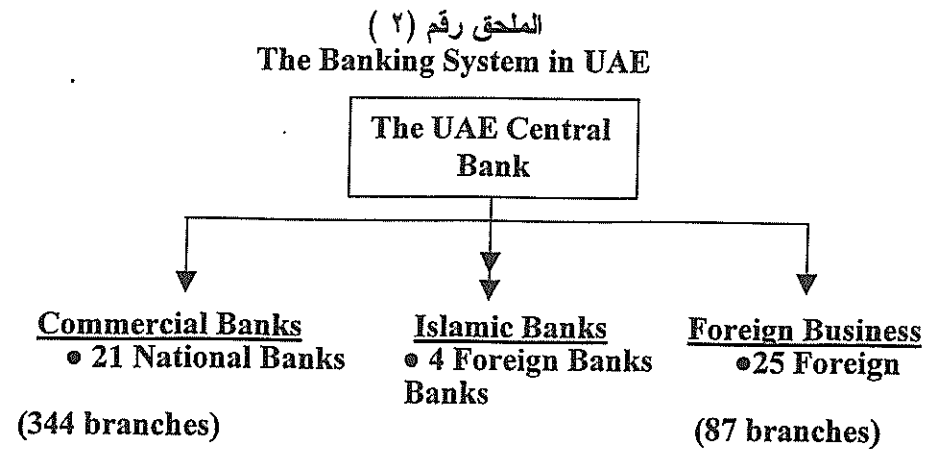 الملحق رقم (٢ )
The Banking System in UAE
The UAE Central
Bank
Commercial Banks
• 21 National Banks
(344 branches)
Islamic Banks
• 4 Foreign Banks
Banks
Foreign Business
•25 Foreign
(87 branches)